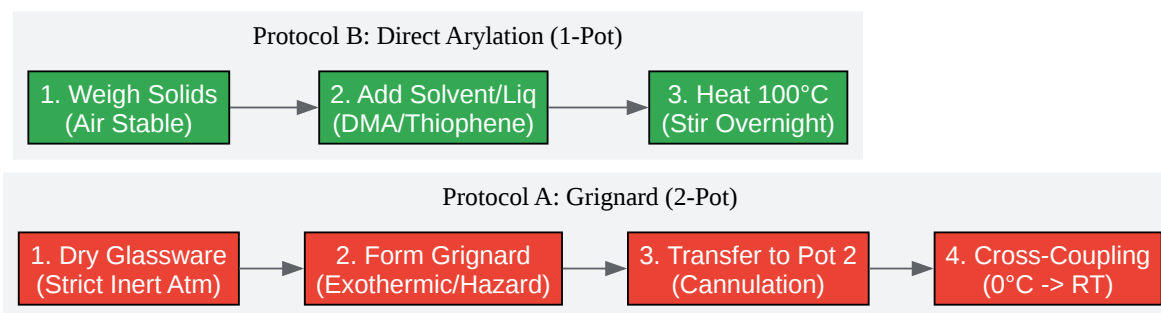 Protocol B: Direct Arylation (1-Pot)
1. Weigh Solids
(Air Stable)
2. Add Solvent/Liq
(DMA/Thiophene)
3. Heat 100°C
(Stir Overnight)
Protocol A: Grignard (2-Pot)
1. Dry Glassware
(Strict Inert Atm)
2. Form Grignard
(Exothermic/Hazard)
3. Transfer to Pot 2
(Cannulation)
4. Cross-Coupling
(0°C -> RT)